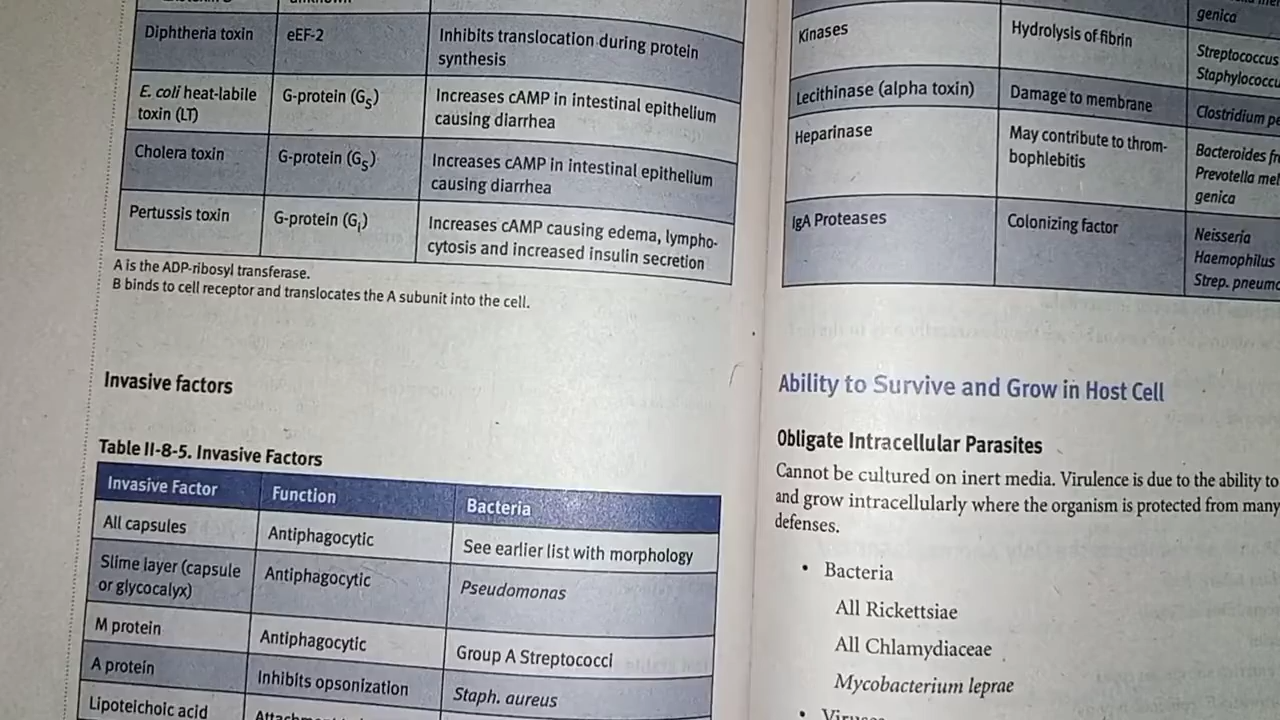 Diphtheria toxin
eEF-2
Inhibits translocation during protein
synthesis
E. coli heat-labile
toxin (LT)
G-protein (Gs)
Increases cAMP in intestinal epithelium
causing diarrhea
Cholera toxin
G-protein (Gs)
Increases cAMP in intestinal epithelium
causing diarrhea
Pertussis toxin
G-protein (Gi)
Increases cAMP causing edema, lympho-
cytosis and increased insulin secretion
A is the ADP-ribosyl transferase.
B binds to cell receptor and translocates the A subunit into the cell.
Invasive factors
Table II-8-5. Invasive Factors
Invasive Factor
Function
Bacteria
All capsules
Antiphagocytic
See earlier list with morphology
Slime layer (capsule
or glycocalyx)
Antiphagocytic
Pseudomonas
M protein
Antiphagocytic
Group A Streptococci
A protein
Inhibits opsonization
Staph. aureus
Lipoteichoic acid
genica
Kinases
Hydrolysis of fibrin
Streptococcus
Staphylococcu
Lecithinase (alpha toxin)
Damage to membrane
Clostridium pe
Heparinase
May contribute to throm-
bophlebitis
Bacteroides fr
Prevotella mel
genica
IgA Proteases
Colonizing factor
Neisseria
Haemophilus
Strep. pneumo
Ability to Survive and Grow in Host Cell
Obligate Intracellular Parasites
Cannot be cultured on inert media. Virulence is due to the ability to
and grow intracellularly where the organism is protected from many
defenses.
• Bacteria
All Rickettsiae
All Chlamydiaceae
Mycobacterium leprae